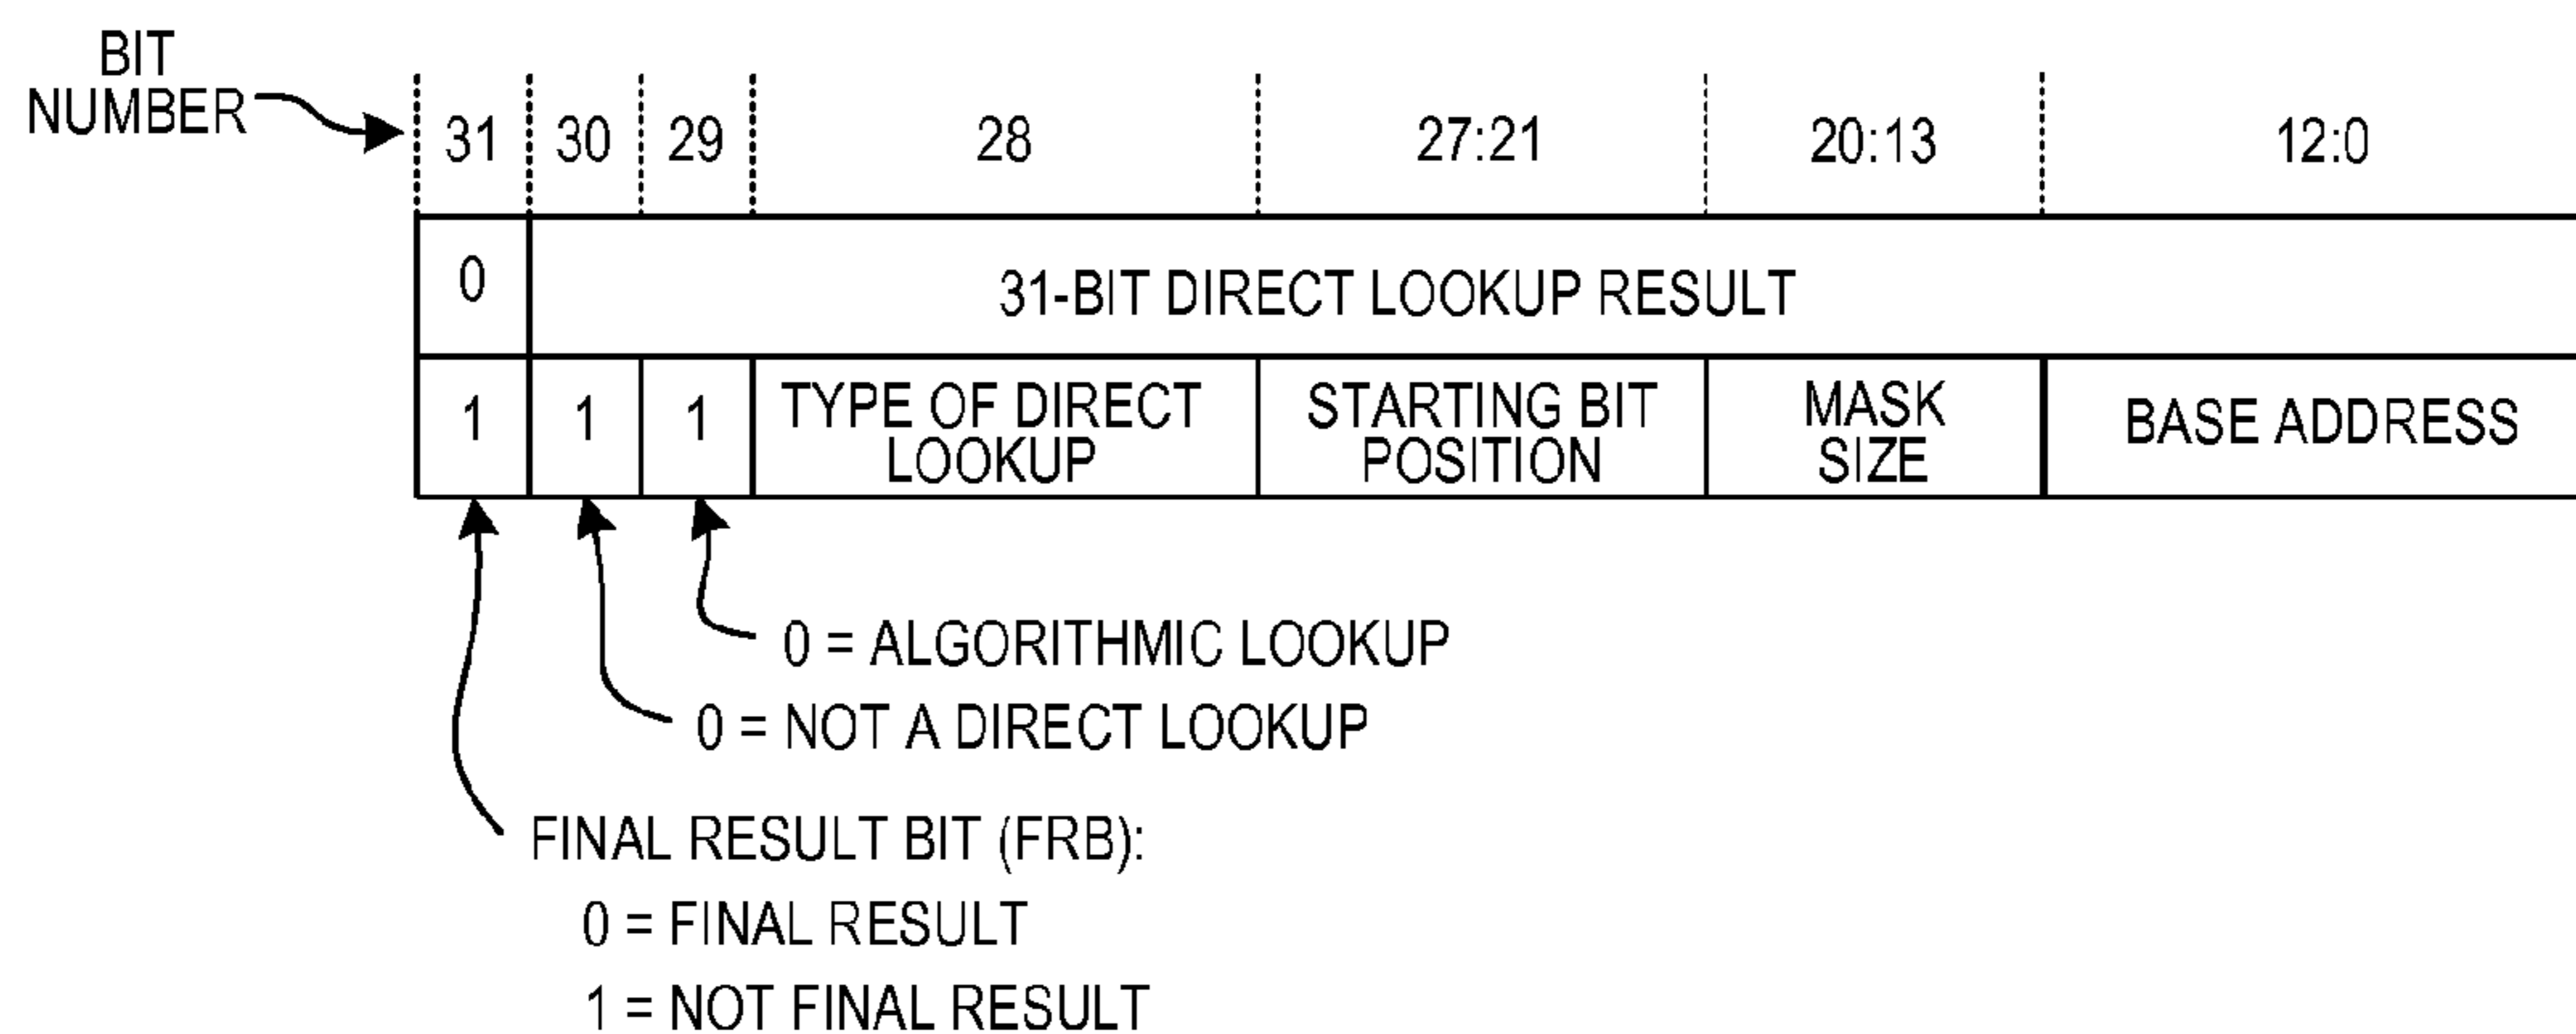 BIT
NUMBER
31 30 29 28 27:21 20:13 12:0
0 31-BIT DIRECT LOOKUP RESULT
1 1 1 TYPE OF DIRECT LOOKUP STARTING BIT POSITION MASK SIZE BASE ADDRESS
0 = ALGORITHMIC LOOKUP
0 = NOT A DIRECT LOOKUP
FINAL RESULT BIT (FRB):
0 = FINAL RESULT
1 = NOT FINAL RESULT